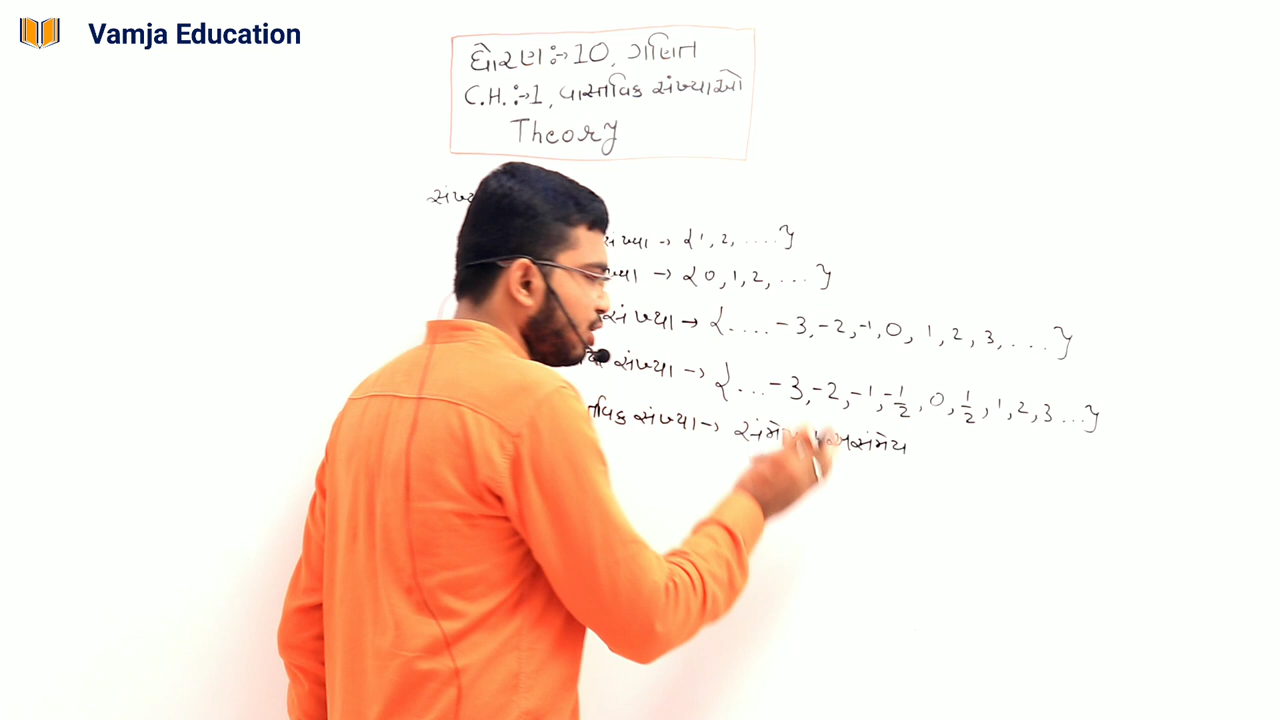 Vamja Education
ધોરણ :→ 10, ગણિત
C.H. :→ 1, વાસ્તવિક સંખ્યાઓ
Theory
→ {1, 2, ....}
→ {0, 1, 2, ...}
સંખ્યા → {.... -3, -2, -1, 0, 1, 2, 3, ...}
સંખ્યા → {... -3, -2, -1, -1/2, 0, 1/2, 1, 2, 3 ...}
સંખ્યા → અસંમેય